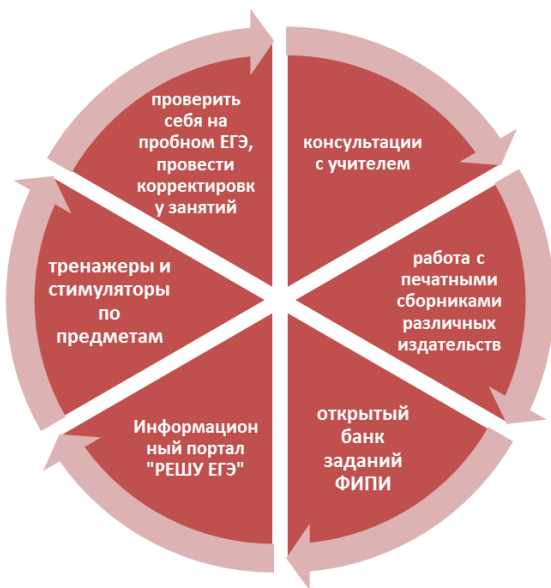 проверить
себя на
пробном ЕГЭ,
провести
корректировк
у занятий
консультации
с учителем
работа с
печатными
сборниками
различных
издательств
открытый
банк
заданий
ФИПИ
Информацион
ный портал
"РЕШУ ЕГЭ"
тренажеры и
стимуляторы
по
предметам